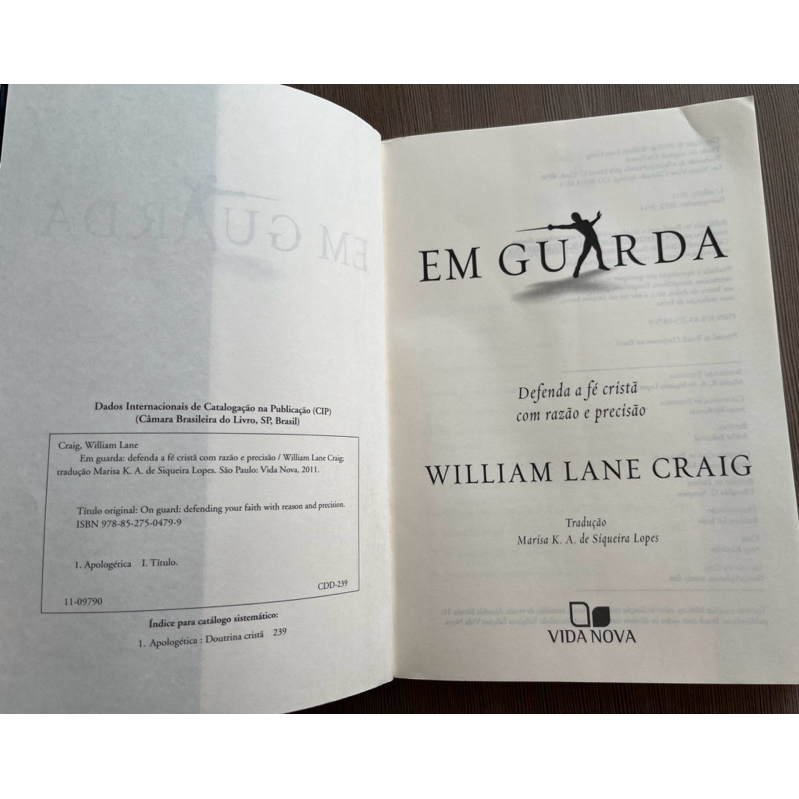 Dados Internacionais de Catalogação na Publicação (CIP)
(Câmara Brasileira do Livro, SP, Brasil)
Craig, William Lane
Em guarda: defenda a fé cristã com razão e precisão / William Lane Craig;
tradução Marisa K. A. de Siqueira Lopes. São Paulo: Vida Nova, 2011.
Título original: On guard: defending your faith with reason and precision.
ISBN 978-85-275-0479-9
1. Apologética I. Título.
CDD-239
11-09790
Índice para catálogo sistemático:
1. Apologética : Doutrina cristã 239
EM GUARDA
Defenda a fé cristã
com razão e precisão
WILLIAM LANE CRAIG
Tradução
Marisa K. A. de Siqueira Lopes
VIDA NOVA